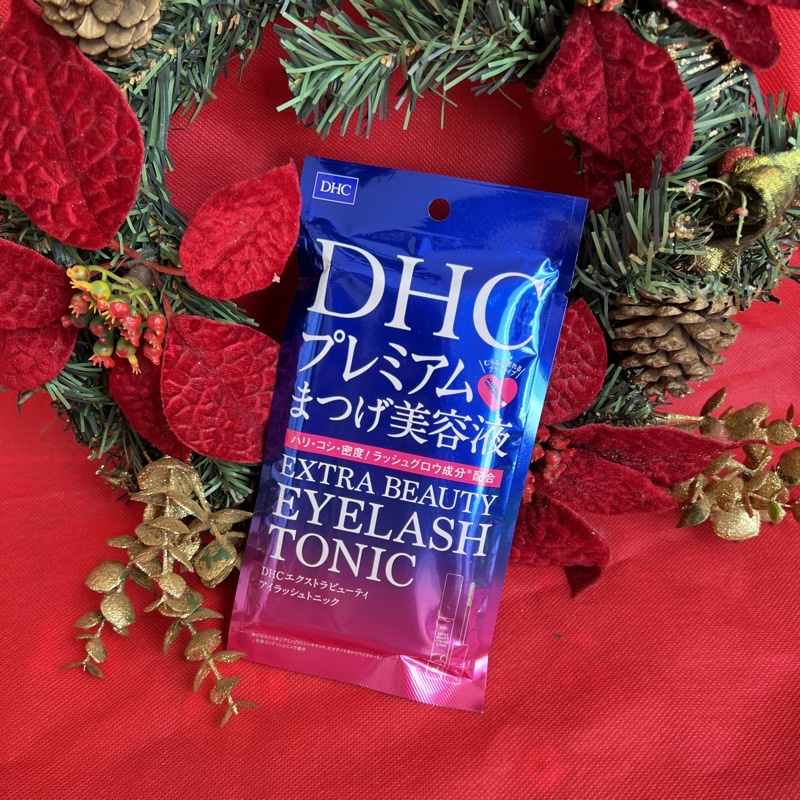 DHC
DHC
プレミアム
まつげ美容液
ハリ・コシ・密度!ラッシュグロウ成分※配合
EXTRA BEAUTY
EYELASH
TONIC
DHCエクストラビューティ
アイラッシュトニック